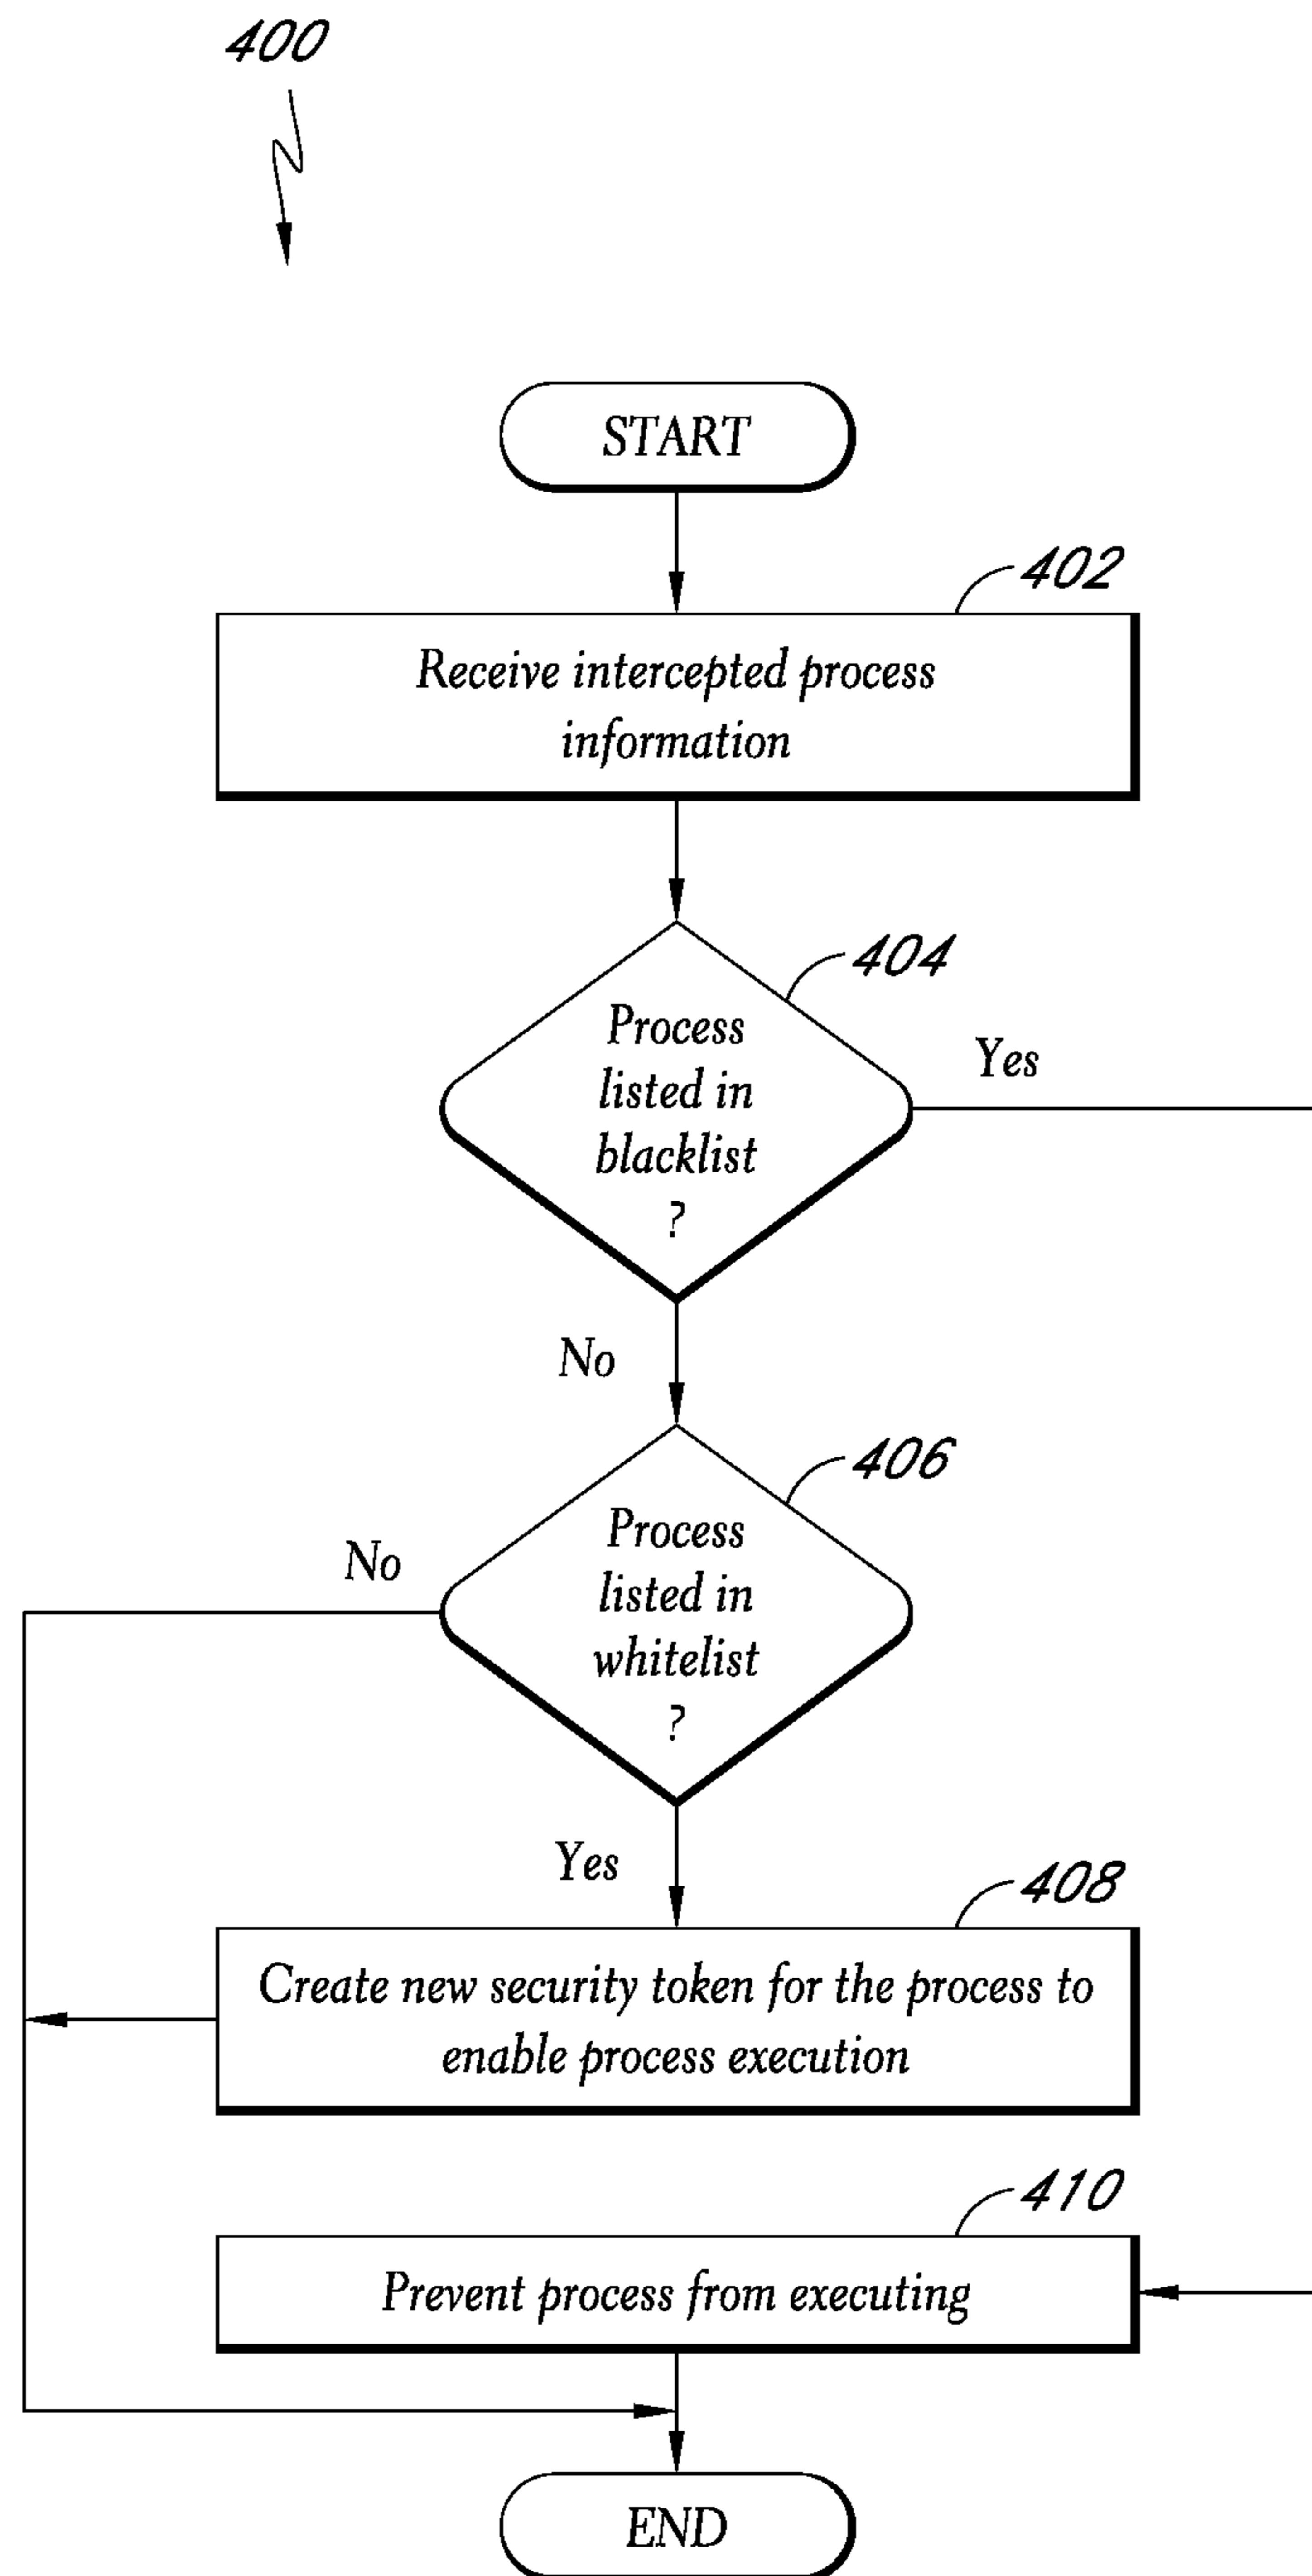 400
START
402
Receive intercepted process
information
404
Process
listed in
blacklist
?
Yes
No
406
Process
listed in
whitelist
?
No
Yes
408
Create new security token for the process to
enable process execution
410
Prevent process from executing
END